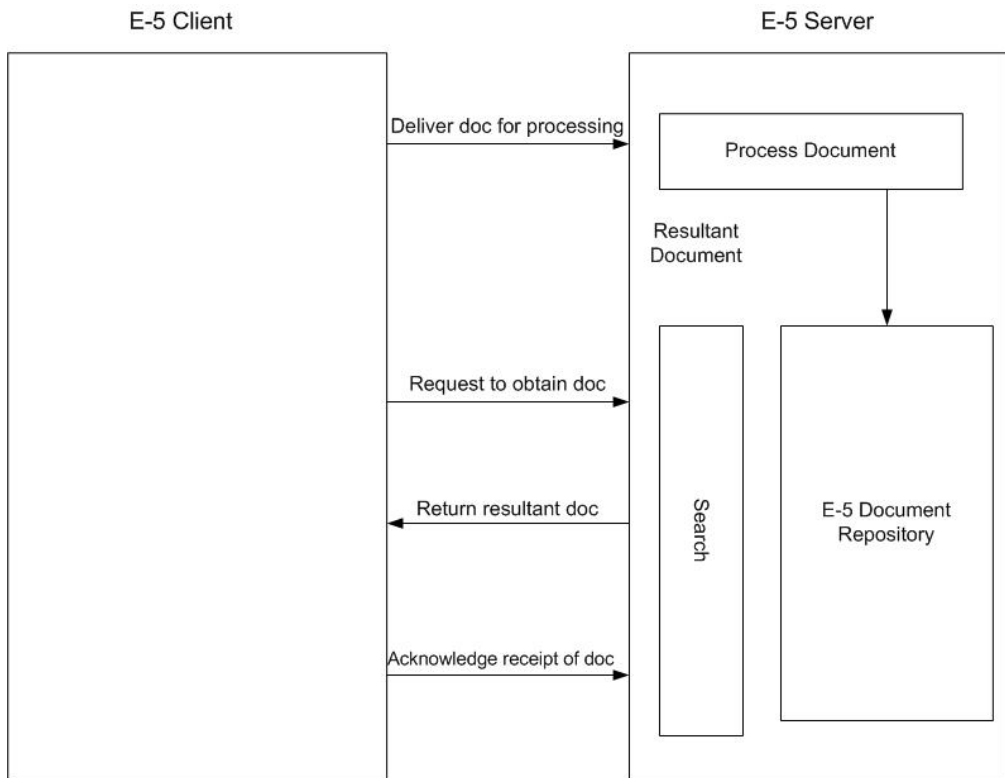 E-5 Client
E-5 Server
Deliver doc for processing
Process Document
Resultant
Document
Request to obtain doc
Return resultant doc
Search
E-5 Document
Repository
Acknowledge receipt of doc